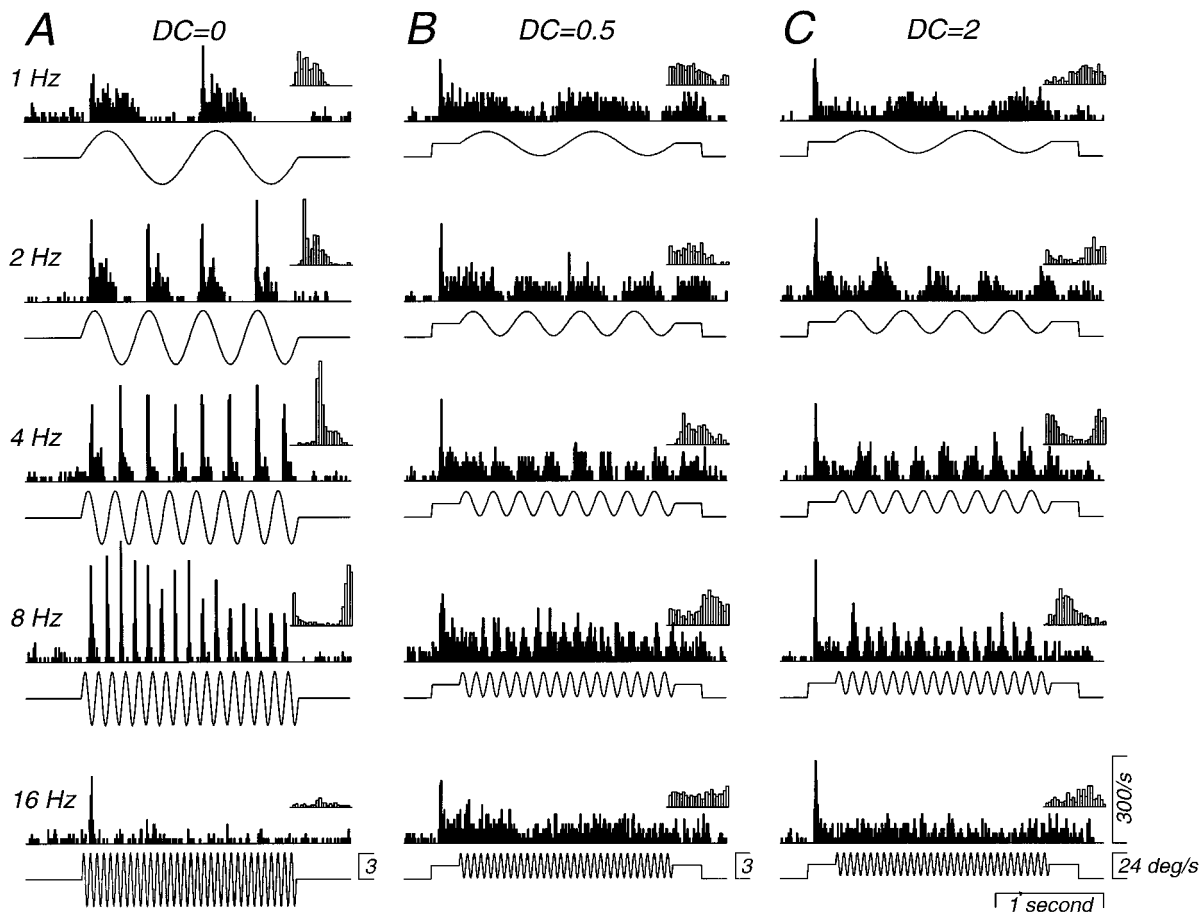 A DC=0 B DC=0.5 C DC=2
1 Hz
2 Hz
4 Hz
8 Hz
16 Hz
300/s
3 3 24 deg/s
1 second